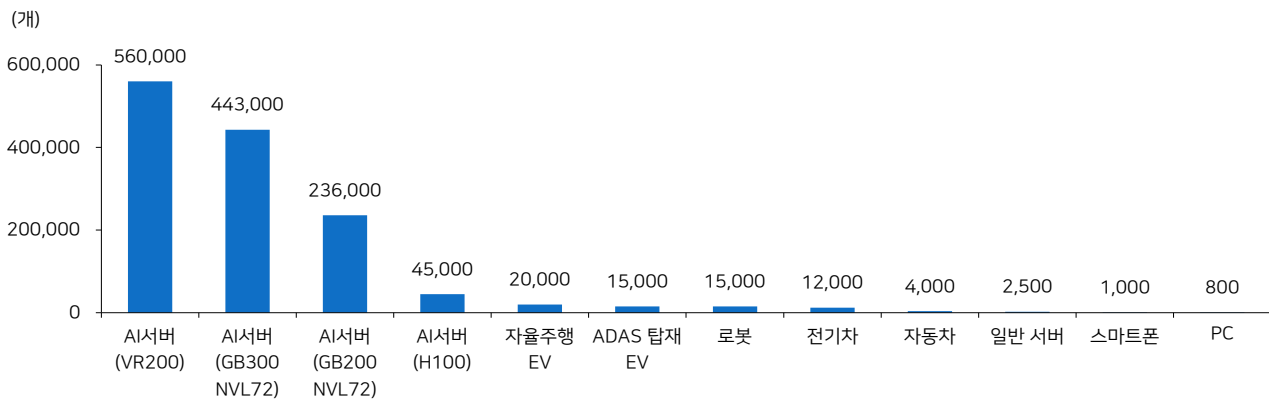 (개)
560,000
600,000
443,000
400,000
236,000
200,000
45,000
20,000
15,000
15,000
12,000
4,000
2,500
1,000
800
0
AI서버
(VR200)
AI서버
(GB300
NVL72)
AI서버
(GB200
NVL72)
AI서버
(H100)
자율주행
EV
ADAS 탑재
EV
로봇
전기차
자동차
일반 서버
스마트폰
PC